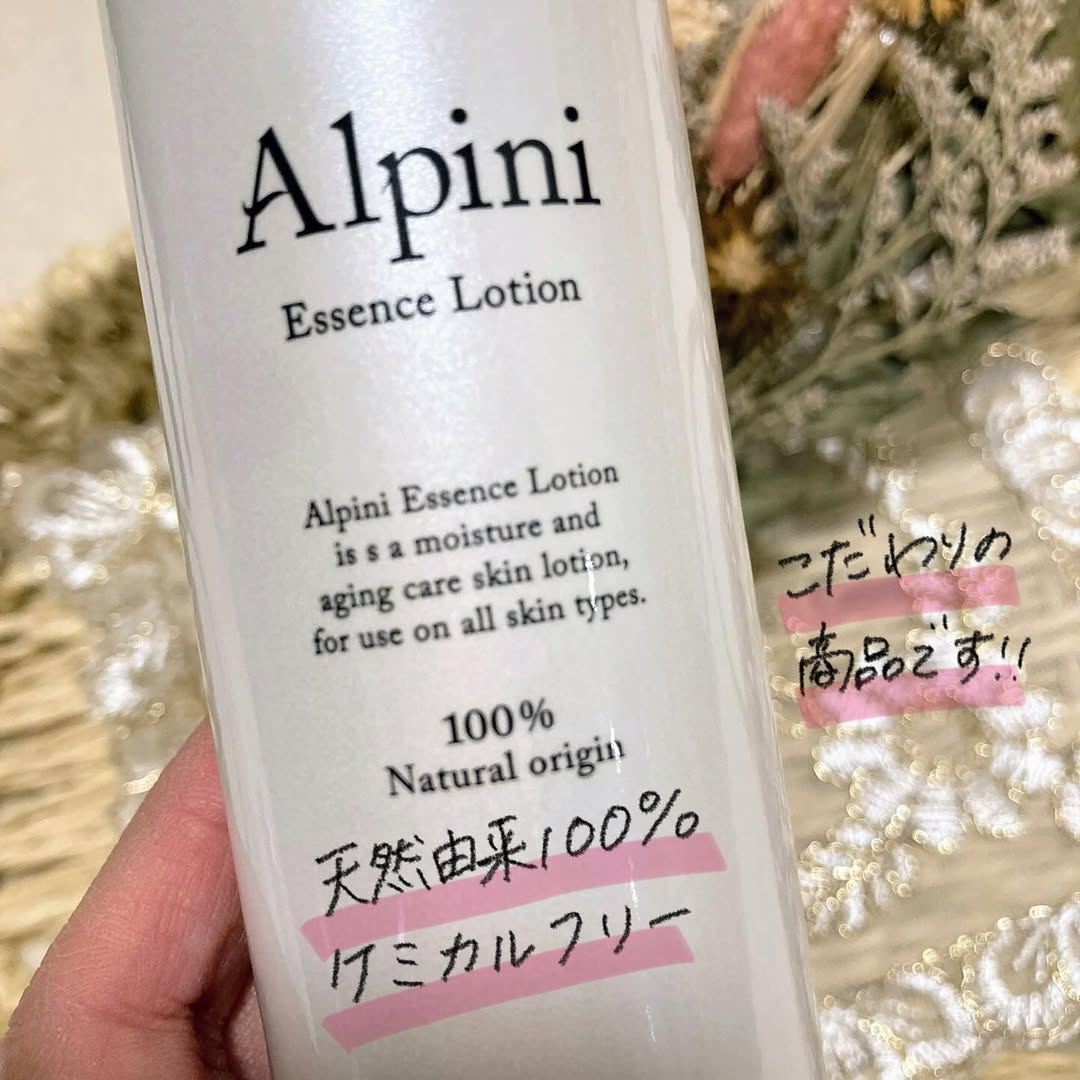 Alpini
Essence Lotion
Alpini Essence Lotion
is s a moisture and
aging care skin lotion,
for use on all skin types.
100%
Natural origin
天然由来100%
ケミカルフリー
こだわりの
商品です!!